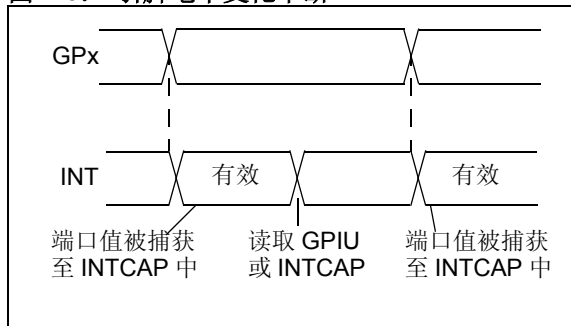 GPx
INT
有效
有效
端口值被捕获
至 INTCAP 中
读取 GPIU
或 INTCAP
端口值被捕获
至 INTCAP 中